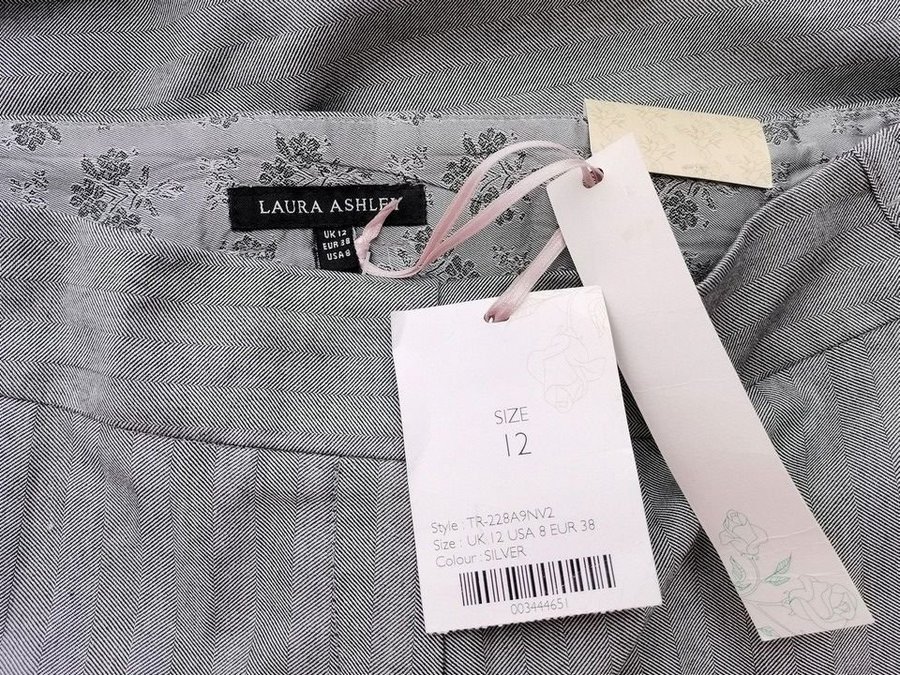 LAURA ASHLEY
UK 12
EUR 38
USA 8
SIZE
12
Style : TR-228A9NV2
Size : UK 12 USA 8 EUR 38
Colour : SILVER
003444651